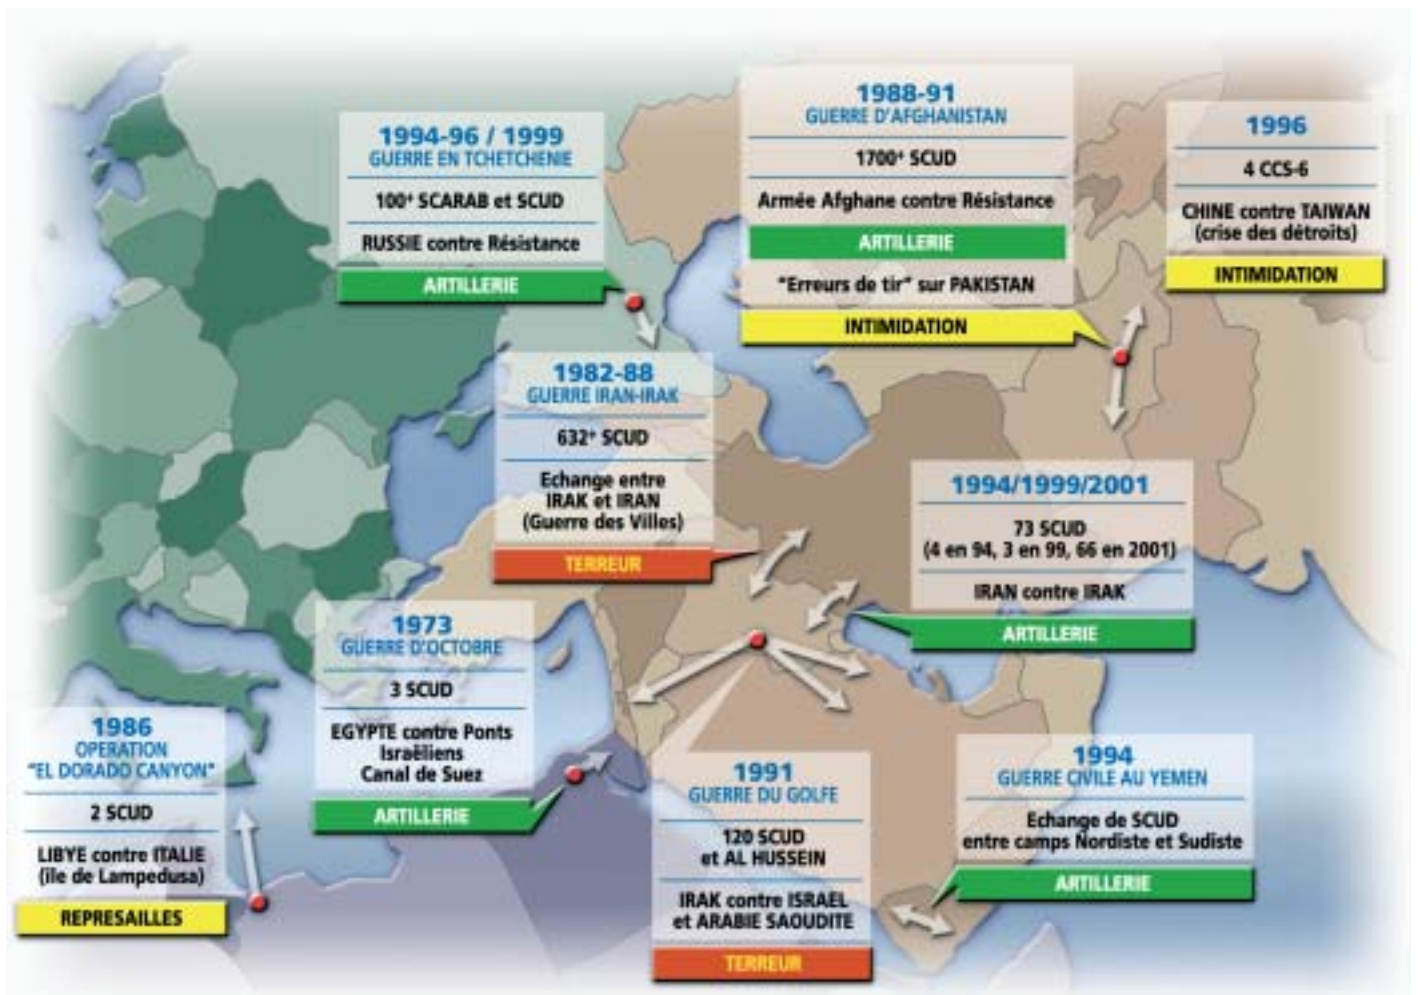 1994-96 / 1999
GUERRE EN TCHETCHENIE
100⁺ SCARAB et SCUD
RUSSIE contre Résistance
ARTILLERIE
1988-91
GUERRE D'AFGHANISTAN
1700⁺ SCUD
Armée Afghane contre Résistance
ARTILLERIE
"Erreurs de tir" sur PAKISTAN
INTIMIDATION
1996
4 CCS-6
CHINE contre TAIWAN
(crise des détroits)
INTIMIDATION
1982-88
GUERRE IRAN-IRAK
632⁺ SCUD
Echange entre
IRAK et IRAN
(Guerre des Villes)
TERREUR
1994/1999/2001
73 SCUD
(4 en 94, 3 en 99, 66 en 2001)
IRAN contre IRAK
ARTILLERIE
1973
GUERRE D'OCTOBRE
3 SCUD
EGYPTE contre Ponts
Israëliens
Canal de Suez
ARTILLERIE
1986
OPERATION
"EL DORADO CANYON"
2 SCUD
LIBYE contre ITALIE
(île de Lampedusa)
REPRESAILLES
1991
GUERRE DU GOLFE
120 SCUD
et AL HUSSEIN
IRAK contre ISRAEL
et ARABIE SAOUDITE
TERREUR
1994
GUERRE CIVILE AU YEMEN
Echange de SCUD
entre camps Nordiste et Sudiste
ARTILLERIE